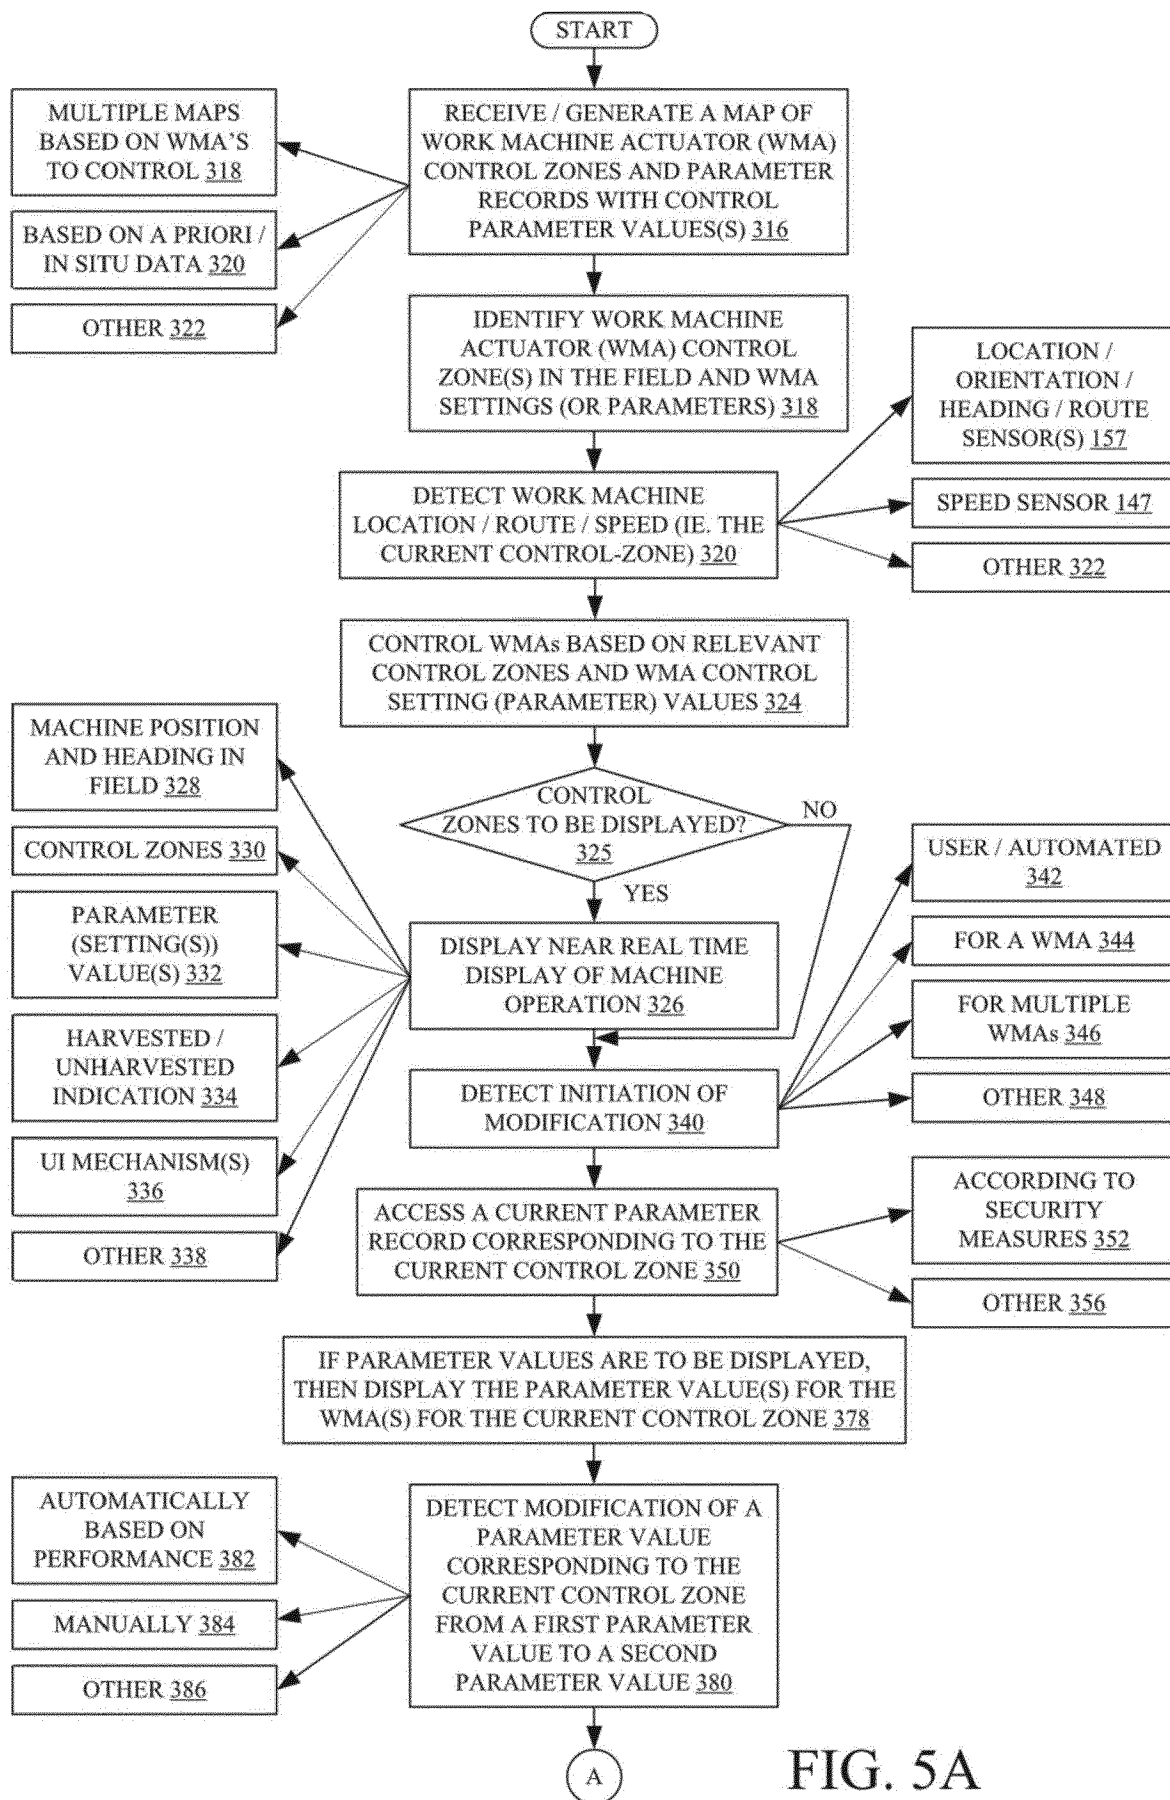 START
MULTIPLE MAPS
BASED ON WMA'S
TO CONTROL 318
BASED ON A PRIORI /
IN SITU DATA 320
OTHER 322
RECEIVE / GENERATE A MAP OF
WORK MACHINE ACTUATOR (WMA)
CONTROL ZONES AND PARAMETER
RECORDS WITH CONTROL
PARAMETER VALUES(S) 316
IDENTIFY WORK MACHINE
ACTUATOR (WMA) CONTROL
ZONE(S) IN THE FIELD AND WMA
SETTINGS (OR PARAMETERS) 318
LOCATION /
ORIENTATION /
HEADING / ROUTE
SENSOR(S) 157
SPEED SENSOR 147
OTHER 322
DETECT WORK MACHINE
LOCATION / ROUTE / SPEED (IE. THE
CURRENT CONTROL-ZONE) 320
CONTROL WMAs BASED ON RELEVANT
CONTROL ZONES AND WMA CONTROL
SETTING (PARAMETER) VALUES 324
CONTROL
ZONES TO BE DISPLAYED?
325
NO
YES
MACHINE POSITION
AND HEADING IN
FIELD 328
CONTROL ZONES 330
PARAMETER
(SETTING(S))
VALUE(S) 332
HARVESTED /
UNHARVESTED
INDICATION 334
UI MECHANISM(S)
336
OTHER 338
DISPLAY NEAR REAL TIME
DISPLAY OF MACHINE
OPERATION 326
DETECT INITIATION OF
MODIFICATION 340
USER / AUTOMATED
342
FOR A WMA 344
FOR MULTIPLE
WMAs 346
OTHER 348
ACCESS A CURRENT PARAMETER
RECORD CORRESPONDING TO THE
CURRENT CONTROL ZONE 350
ACCORDING TO
SECURITY
MEASURES 352
OTHER 356
IF PARAMETER VALUES ARE TO BE DISPLAYED,
THEN DISPLAY THE PARAMETER VALUE(S) FOR THE
WMA(S) FOR THE CURRENT CONTROL ZONE 378
AUTOMATICALLY
BASED ON
PERFORMANCE 382
MANUALLY 384
OTHER 386
DETECT MODIFICATION OF A
PARAMETER VALUE
CORRESPONDING TO THE
CURRENT CONTROL ZONE
FROM A FIRST PARAMETER
VALUE TO A SECOND
PARAMETER VALUE 380
A
FIG. 5A